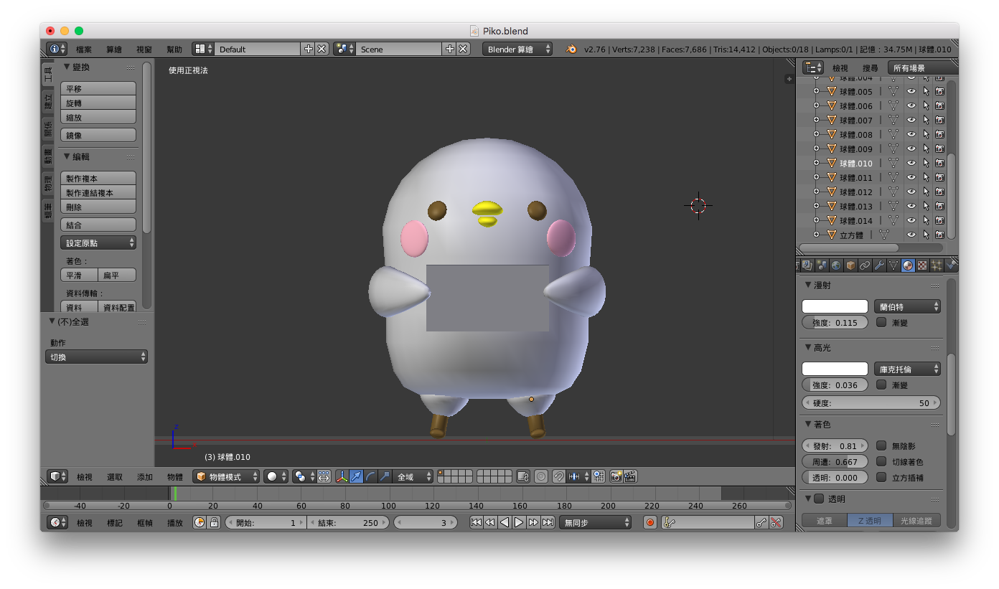 Piko.blend
檔案 算繪 視窗 幫助 Default Scene Blender 算繪 v2.76 | Verts:7,238 | Faces:7,686 | Tris:14,412 | Objects:0/18 | Lamps:0/1 | 記憶：34.75M | 球體.010
工具
建立
關係
動畫
物理
蠟筆
變換
平移
旋轉
縮放
鏡像
編輯
製作複本
製作連結複本
刪除
結合
設定原點
著色：
平滑 扁平
資料傳輸：
資料 資料配置
(不)全選
動作
切換
使用正視法
z
x
(3) 球體.010
檢視 選取 添加 物體 物體模式 全域
-40 -20 0 20 40 60 80 100 120 140 160 180 200 220 240 260
檢視 標記 框幀 播放 開始: 1 結束: 250 3 無同步
檢視 搜尋 所有場景
球體.004
球體.005
球體.006
球體.007
球體.008
球體.009
球體.010
球體.011
球體.012
球體.013
球體.014
立方體
漫射
蘭伯特
強度: 0.115 漸變
高光
庫克托倫
強度: 0.036 漸變
硬度: 50
著色
發射: 0.81 無陰影
周遭: 0.667 切線著色
透明: 0.000 立方插補
透明
遮罩 Z 透明 光線追蹤